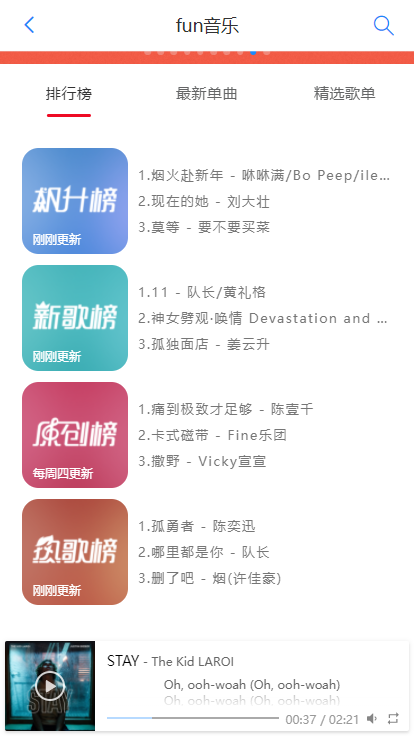 fun音乐
排行榜
最新单曲
精选歌单
飙升榜
刚刚更新
1.烟火赴新年 - 咻咻满/Bo Peep/ile...
2.现在的她 - 刘大壮
3.莫等 - 要不要买菜
新歌榜
刚刚更新
1.11 - 队长/黄礼格
2.神女劈观·唤情 Devastation and ...
3.孤独面店 - 姜云升
原创榜
每周四更新
1.痛到极致才足够 - 陈壹千
2.卡式磁带 - Fine乐团
3.撒野 - Vicky宣宣
热歌榜
刚刚更新
1.孤勇者 - 陈奕迅
2.哪里都是你 - 队长
3.删了吧 - 烟(许佳豪)
STAY
STAY - The Kid LAROI
Oh, ooh-woah (Oh, ooh-woah)
Oh, ooh-woah (Oh, ooh-woah)
00:37 / 02:21